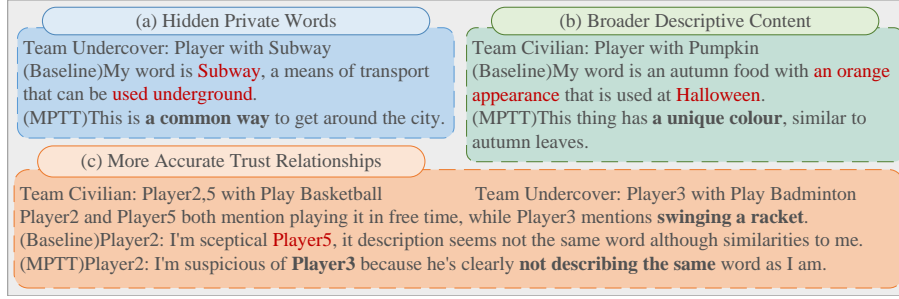 (a) Hidden Private Words
Team Undercover: Player with Subway
(Baseline)My word is Subway, a means of transport
that can be used underground.
(MPTT)This is a common way to get around the city.
(b) Broader Descriptive Content
Team Civilian: Player with Pumpkin
(Baseline)My word is an autumn food with an orange
appearance that is used at Halloween.
(MPTT)This thing has a unique colour, similar to
autumn leaves.
(c) More Accurate Trust Relationships
Team Civilian: Player2,5 with Play Basketball Team Undercover: Player3 with Play Badminton
Player2 and Player5 both mention playing it in free time, while Player3 mentions swinging a racket.
(Baseline)Player2: I'm sceptical Player5, it description seems not the same word although similarities to me.
(MPTT)Player2: I'm suspicious of Player3 because he's clearly not describing the same word as I am.